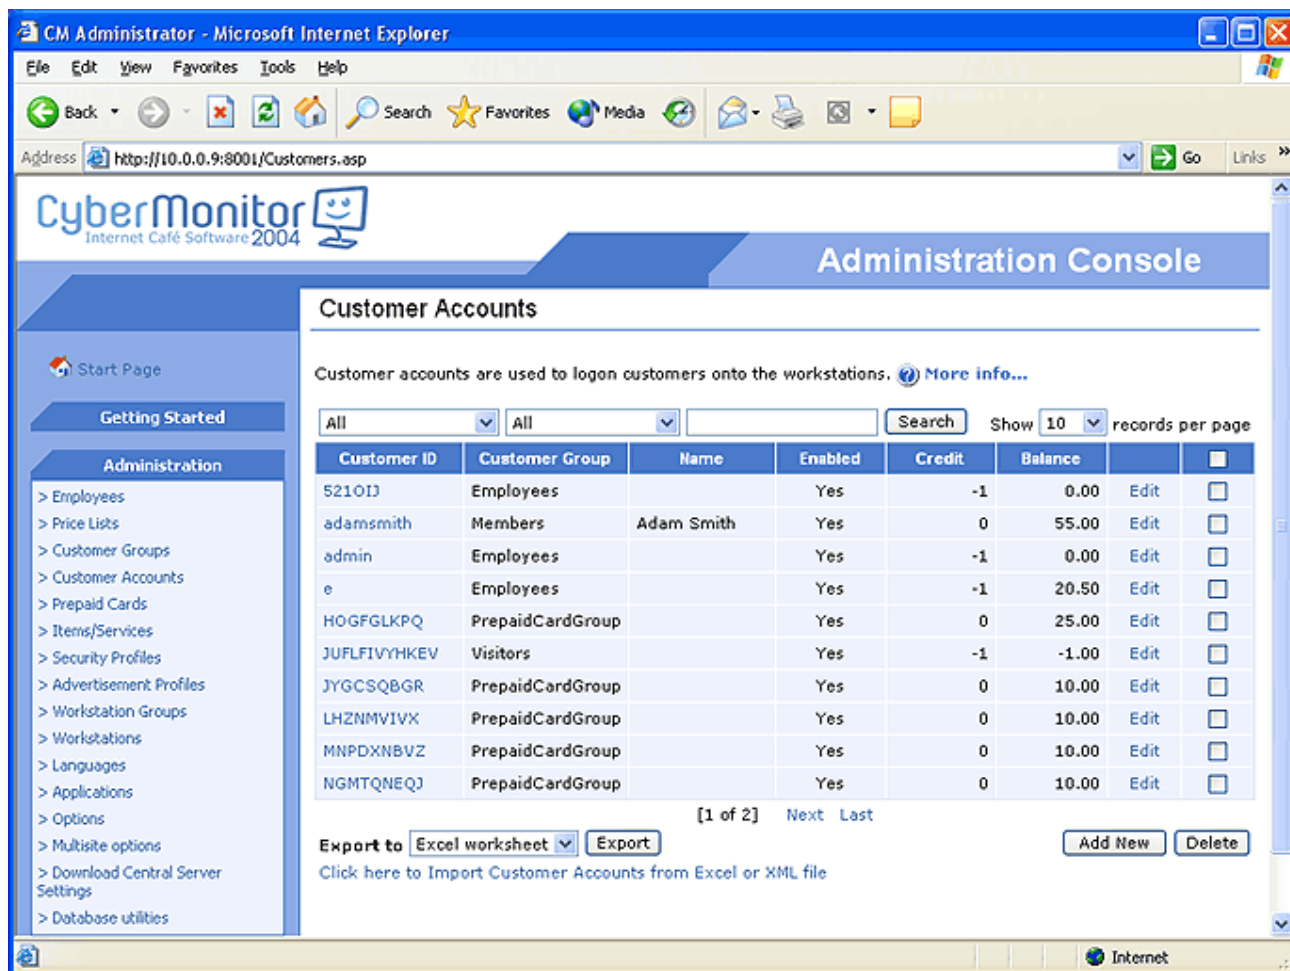 CM Administrator - Microsoft Internet Explorer
File Edit View Favorites Tools Help
Back Search Favorites Media
Address http://10.0.0.9:8001/Customers.asp Go Links »
CyberMonitor
Internet Café Software 2004
Administration Console
Customer Accounts
Start Page
Customer accounts are used to logon customers onto the workstations. More info...
Getting Started
All All Search Show 10 records per page
Administration
Customer ID Customer Group Name Enabled Credit Balance
> Employees
> Price Lists
> Customer Groups
> Customer Accounts
> Prepaid Cards
> Items/Services
> Security Profiles
> Advertisement Profiles
> Workstation Groups
> Workstations
> Languages
> Applications
> Options
> Multisite options
> Download Central Server
Settings
> Database utilities
521OIJ Employees Yes -1 0.00 Edit
adamsmith Members Adam Smith Yes 0 55.00 Edit
admin Employees Yes -1 0.00 Edit
e Employees Yes -1 20.50 Edit
HOGFGLKPQ PrepaidCardGroup Yes 0 25.00 Edit
JUFLFIVYHKEV Visitors Yes -1 -1.00 Edit
JYGCSQBGR PrepaidCardGroup Yes 0 10.00 Edit
LHZNMVIVX PrepaidCardGroup Yes 0 10.00 Edit
MNPDXNBVZ PrepaidCardGroup Yes 0 10.00 Edit
NGMTQNEQJ PrepaidCardGroup Yes 0 10.00 Edit
[1 of 2] Next Last
Export to Excel worksheet Export Add New Delete
Click here to Import Customer Accounts from Excel or XML file
Internet